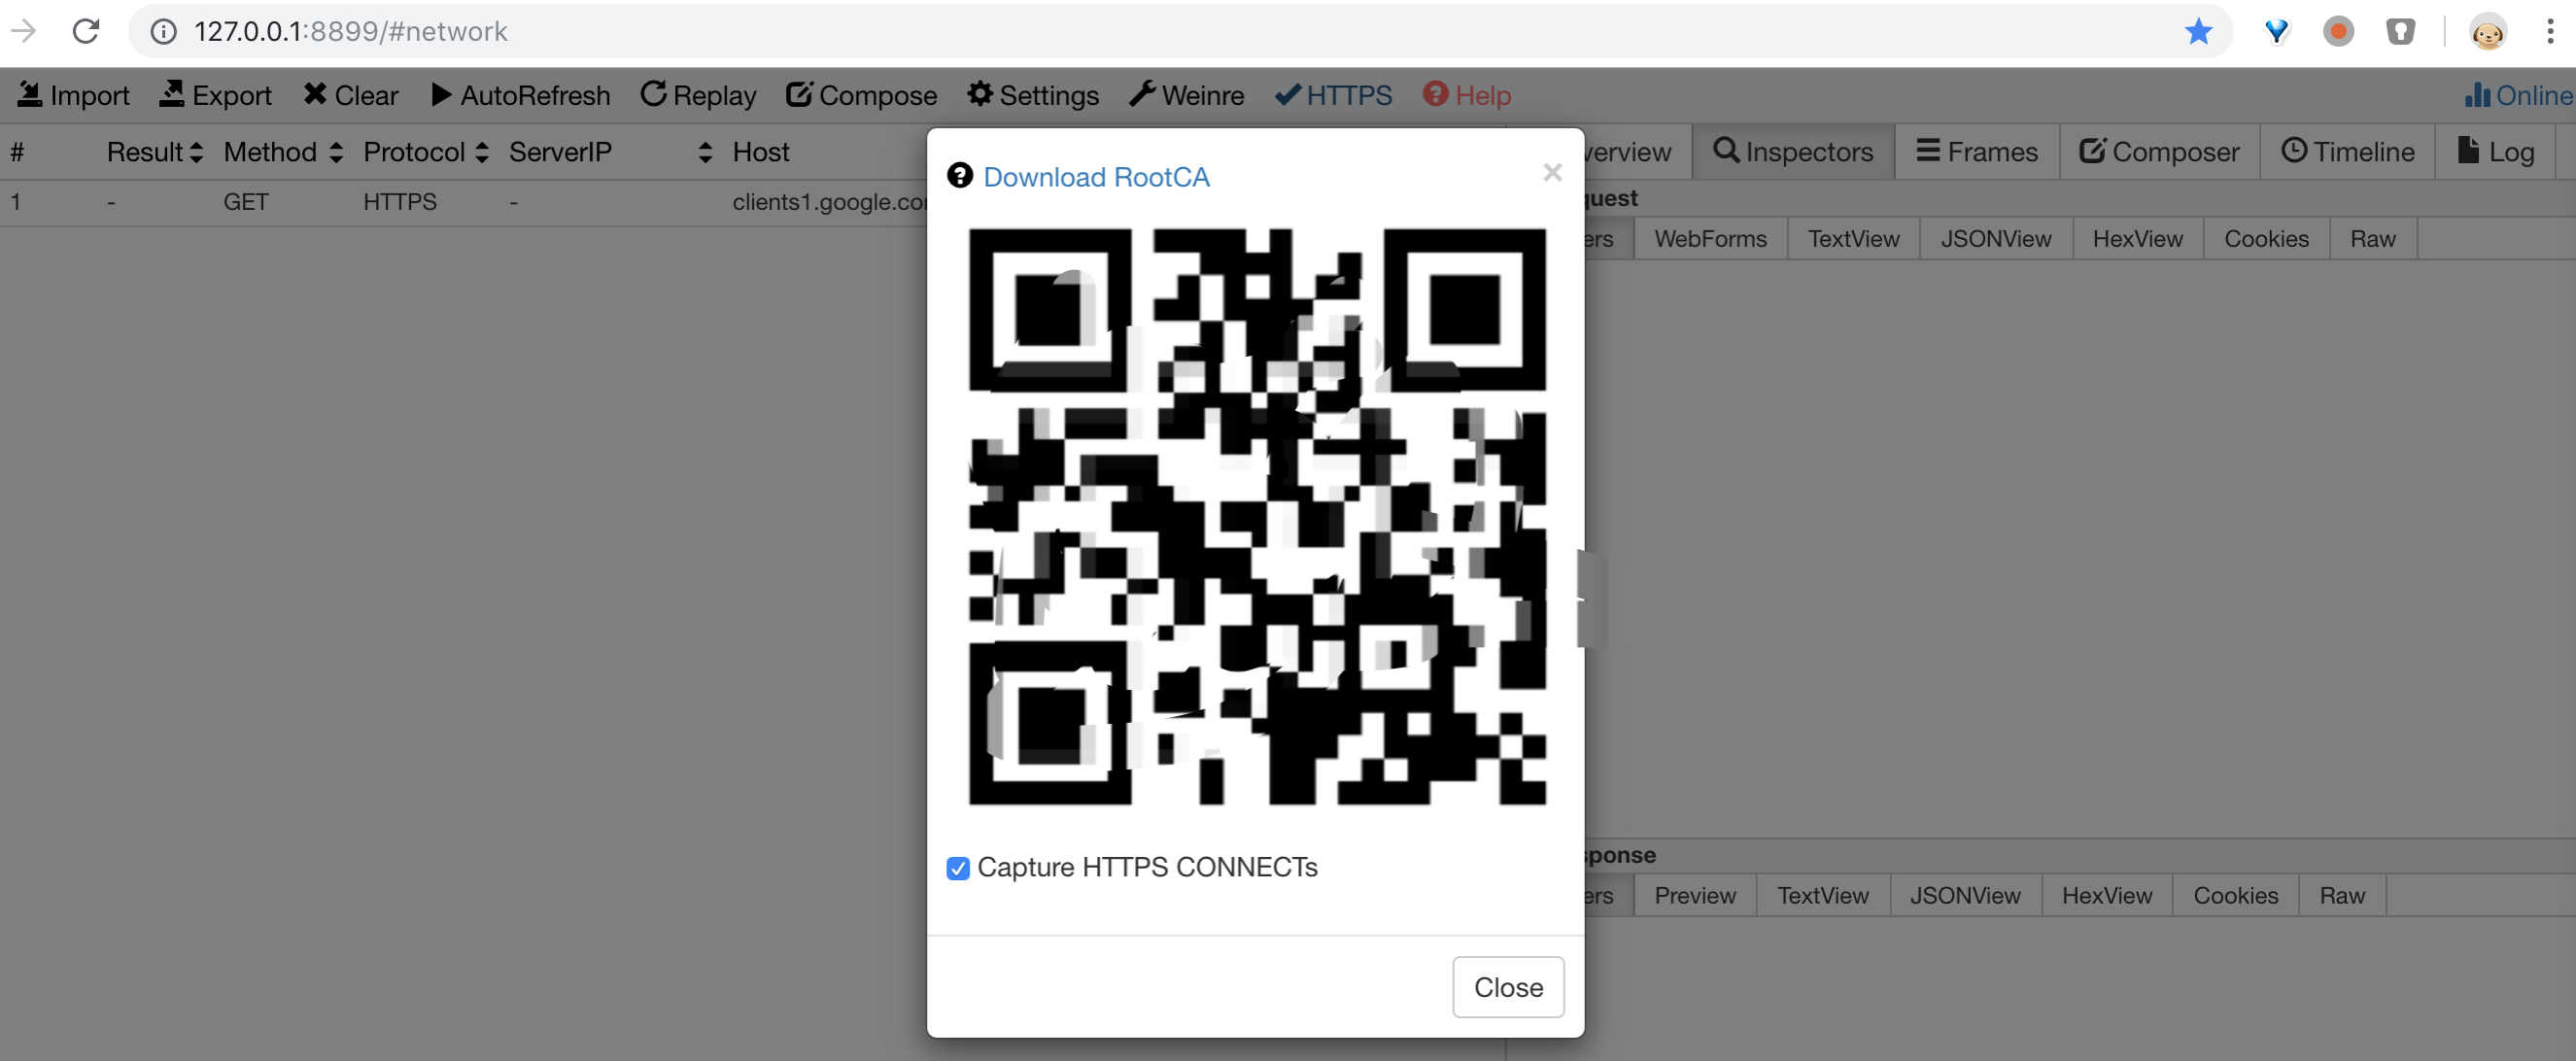 127.0.0.1:8899/#network
Import Export Clear AutoRefresh Replay Compose Settings Weinre HTTPS Help Online
# Result Method Protocol ServerIP Host
1 - GET HTTPS - clients1.google.co
Download RootCA ×
Capture HTTPS CONNECTs
Close
verview Inspectors Frames Composer Timeline Log
quest
ers WebForms TextView JSONView HexView Cookies Raw
sponse
ers Preview TextView JSONView HexView Cookies Raw